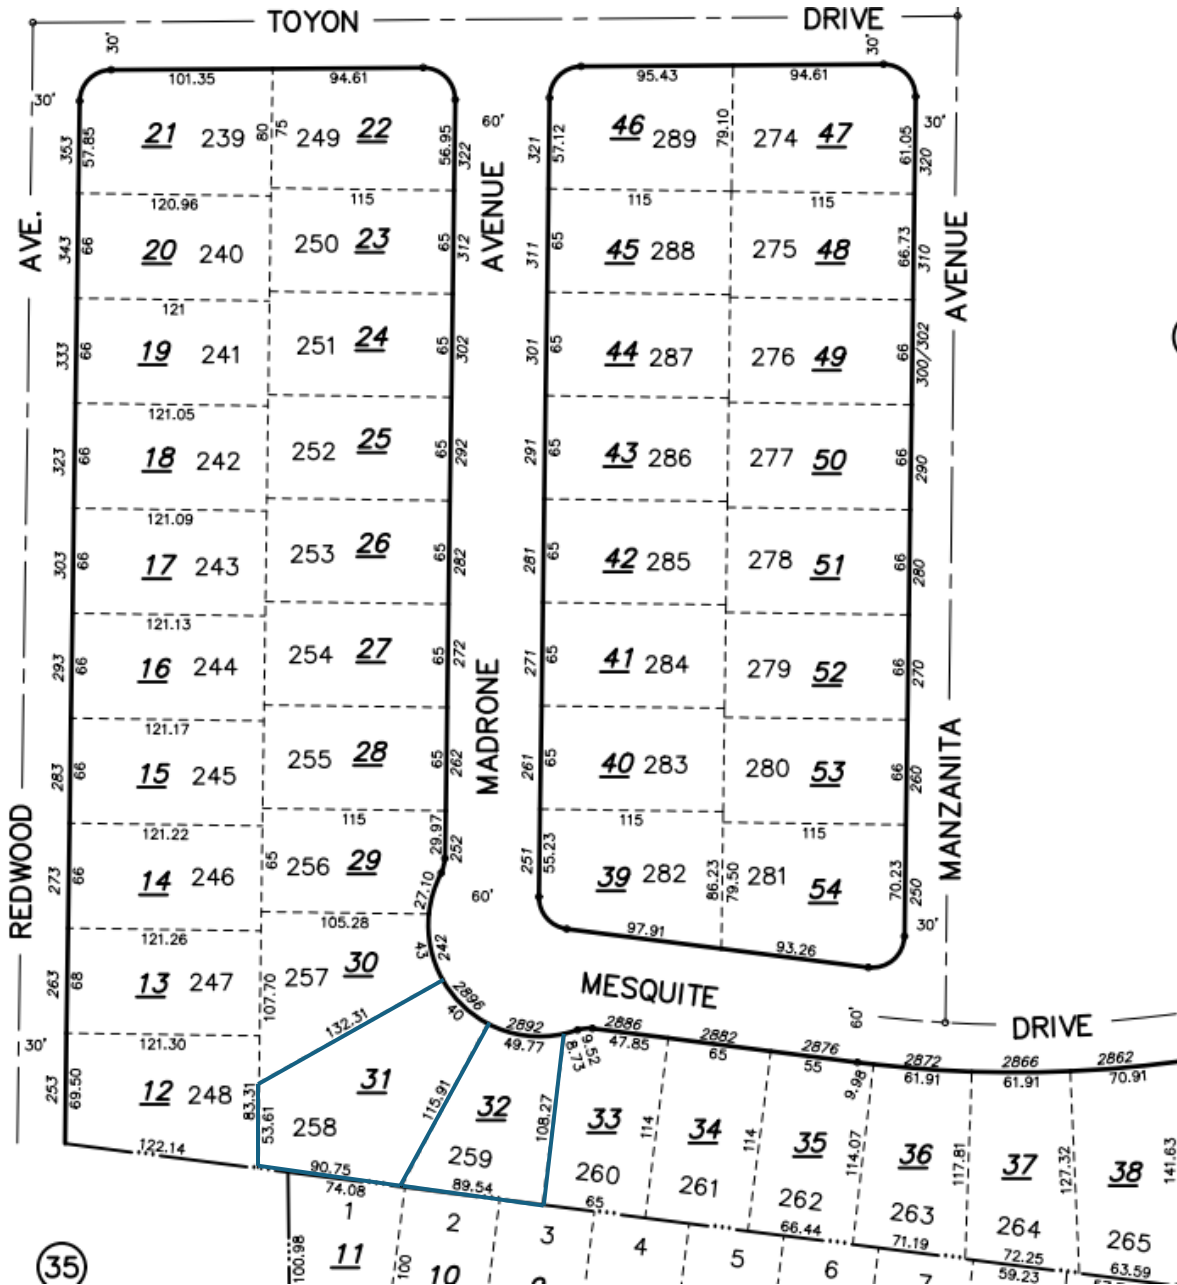 TOYON DRIVE
30' 30'
101.35 94.61 95.43 94.61
30' 60' 30'
353 57.85 21 239 80 75 249 22 56.95 322
321 57.12 46 289 79.10 274 47 61.05 320
120.96 115 115 115
AVE. AVENUE AVENUE
343 66 20 240 250 23 65 312
311 65 45 288 275 48 66.73 310
121
333 66 19 241 251 24 65 302
301 65 44 287 276 49 66 300/302
121.05
323 66 18 242 252 25 65 292
291 65 43 286 277 50 66 290
121.09
303 66 17 243 253 26 65 282
281 65 42 285 278 51 66 280
121.13
293 66 16 244 254 27 65 272
271 65 41 284 279 52 66 270
121.17
REDWOOD MADRONE MANZANITA
283 66 15 245 255 28 65 262
261 65 40 283 280 53 66 260
121.22 115 115 115
273 66 14 246 65 256 29 29.97 252
251 55.23 39 282 86.23 79.50 281 54 70.23 250
27.10 60' 30'
121.26 105.28 97.91 93.26
263 68 13 247 107.70 257 30 43 242
MESQUITE DRIVE
60'
30' 121.30 132.31 2896 40 2892 49.77 8.73 9.52 2886 47.85 2882 65 2876 55 9.98 2872 61.91 2866 61.91 2862 70.91
253 69.50 12 248 83.31 53.61 258 31 115.91 32 259 108.27 33 260 114 34 261 114 35 262 114.07 36 263 117.81 37 264 127.32 38 265 141.63
122.14 90.75 74.08 89.54 65 66.44 71.19 72.25 59.23 63.59
35 100.98 1 11 100 2 10 3 4 5 6